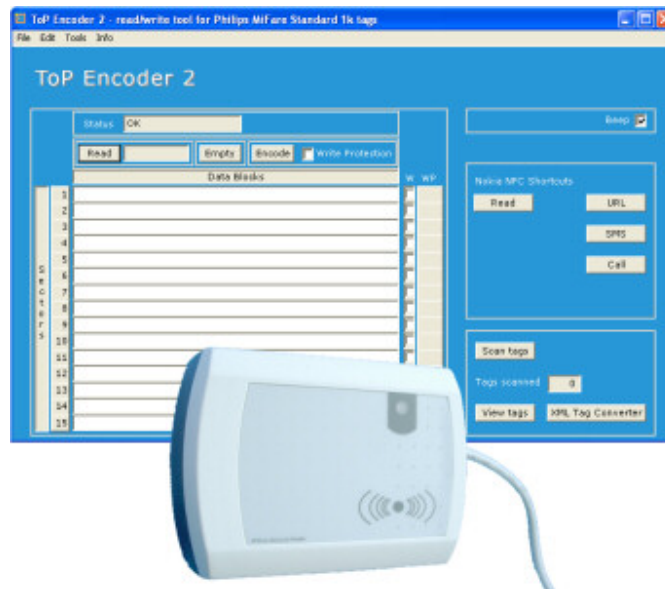 ToP Encoder 2 - read/write tool for Philips MiFare Standard 1k tags
File Edit Tools Info
ToP Encoder 2
Status OK
Beep
Read Empty Encode Write Protection
Data Blocks W WP
Nokia NFC Shortcuts
Read URL
SMS
Call
Sectors
1
2
3
4
5
6
7
8
9
10
11
12
13
14
15
Scan tags
Tags scanned 0
View tags XML Tag Converter